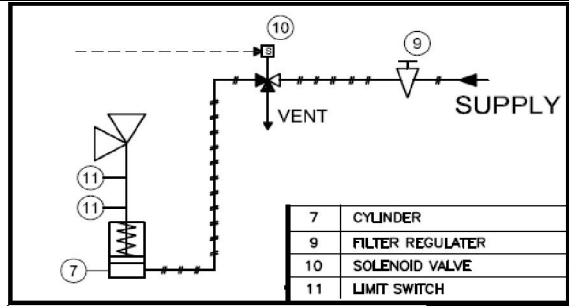 10
S
9
SUPPLY
VENT
11
11
7
7 CYLINDER
9 FILTER REGULATER
10 SOLENOID VALVE
11 LIMIT SWITCH